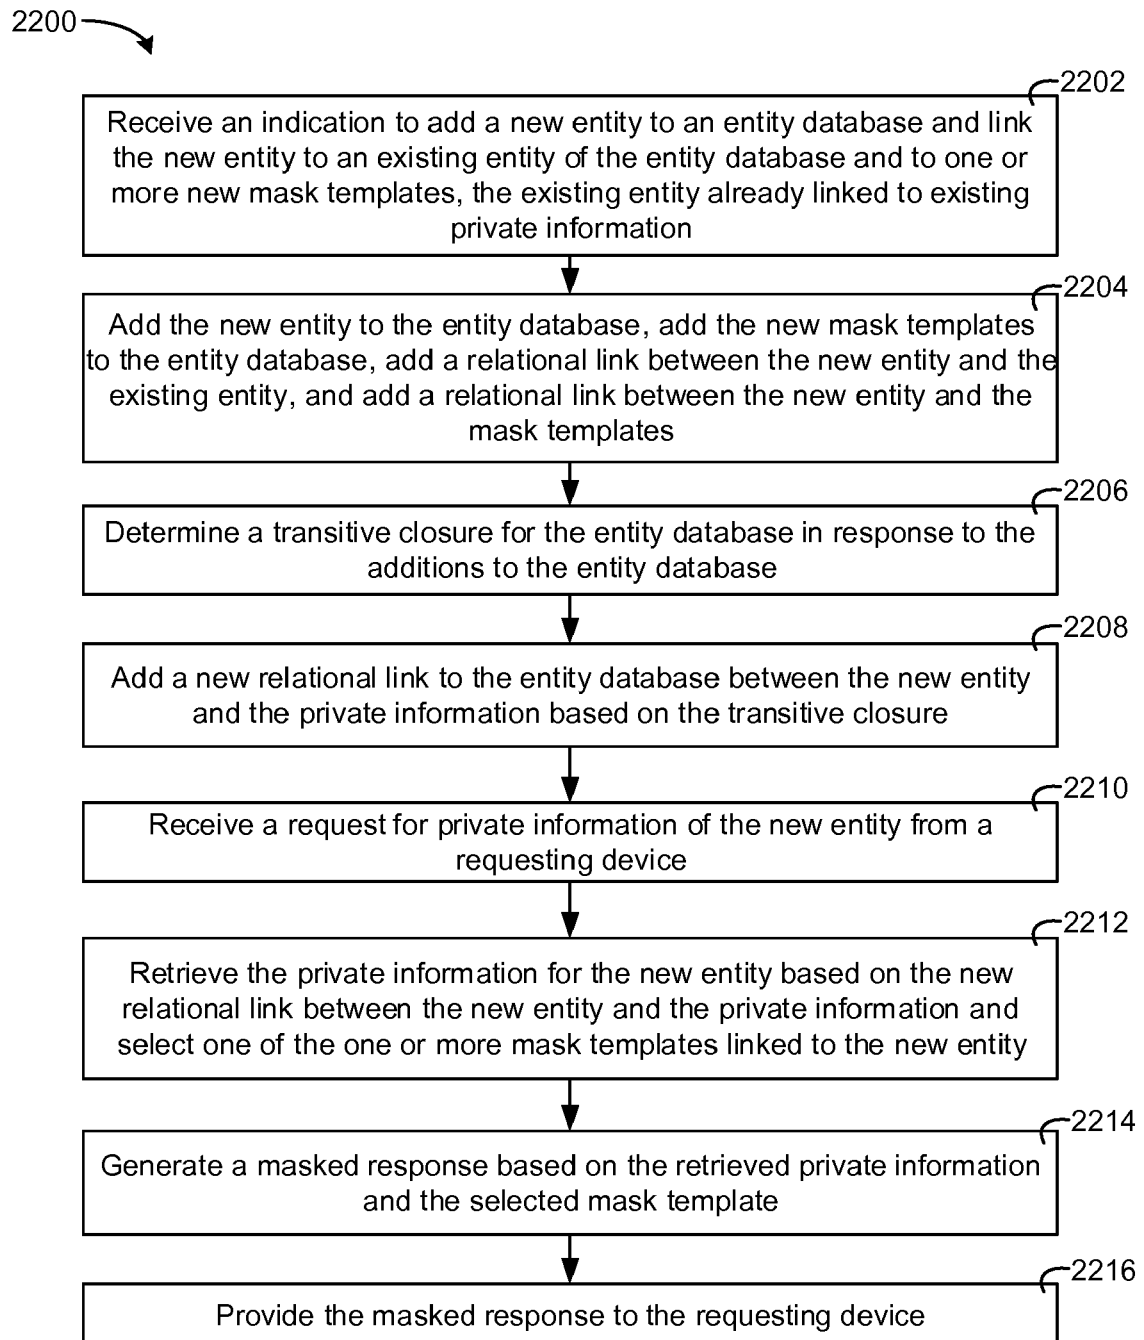 2200
2202
Receive an indication to add a new entity to an entity database and link
the new entity to an existing entity of the entity database and to one or
more new mask templates, the existing entity already linked to existing
private information
2204
Add the new entity to the entity database, add the new mask templates
to the entity database, add a relational link between the new entity and the
existing entity, and add a relational link between the new entity and the
mask templates
2206
Determine a transitive closure for the entity database in response to the
additions to the entity database
2208
Add a new relational link to the entity database between the new entity
and the private information based on the transitive closure
2210
Receive a request for private information of the new entity from a
requesting device
2212
Retrieve the private information for the new entity based on the new
relational link between the new entity and the private information and
select one of the one or more mask templates linked to the new entity
2214
Generate a masked response based on the retrieved private information
and the selected mask template
2216
Provide the masked response to the requesting device